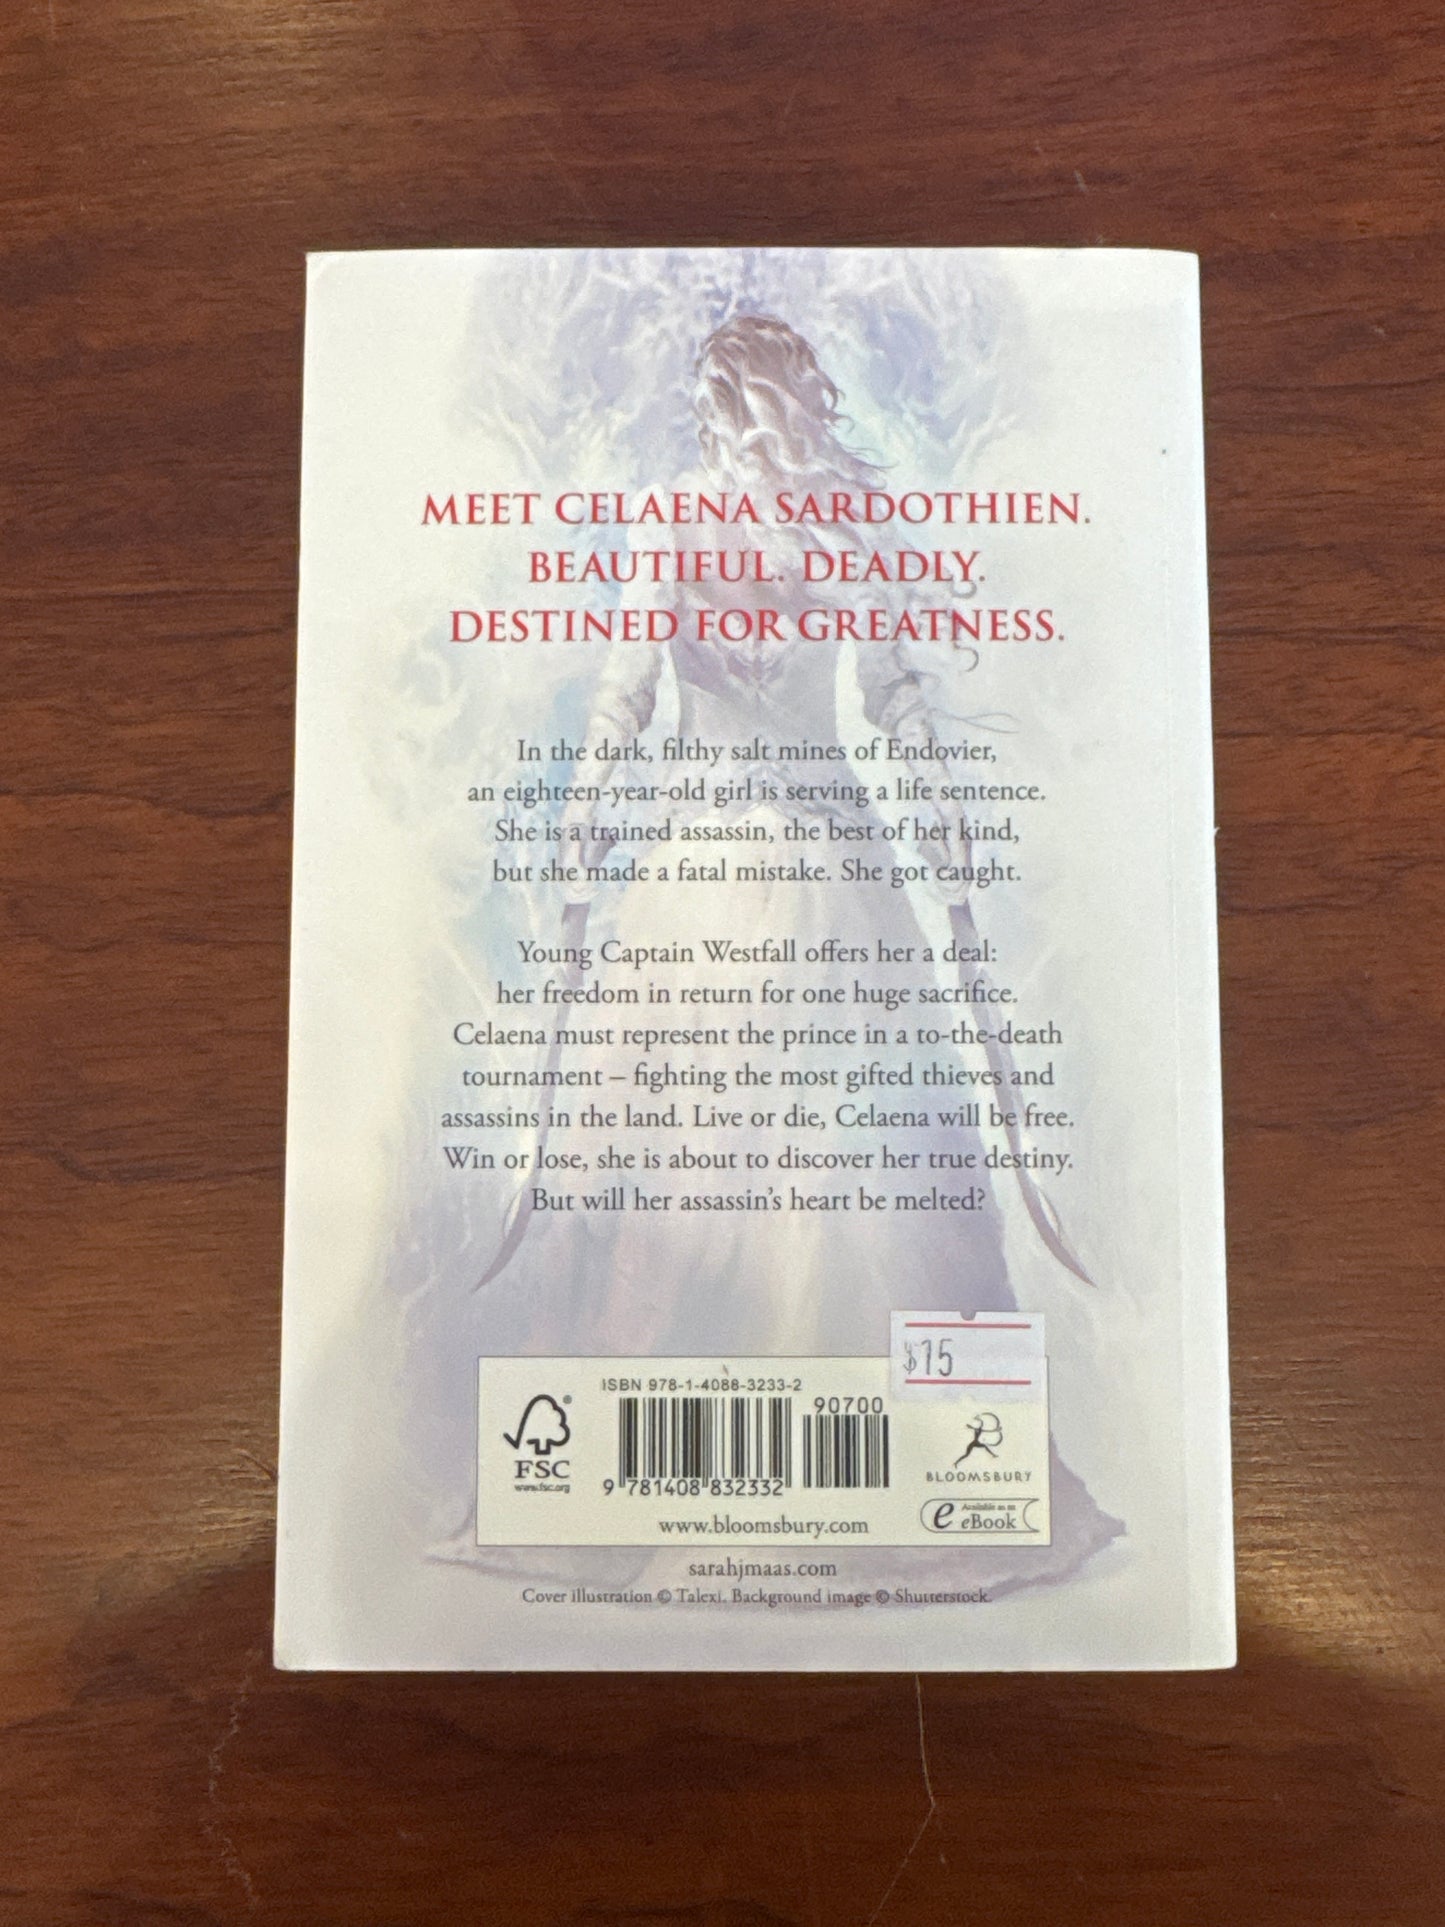 MEET CELAENA SARDOTHIEN.
BEAUTIFUL. DEADLY.
DESTINED FOR GREATNESS.
In the dark, filthy salt mines of Endovier,
an eighteen-year-old girl is serving a life sentence.
She is a trained assassin, the best of her kind,
but she made a fatal mistake. She got caught.
Young Captain Westfall offers her a deal:
her freedom in return for one huge sacrifice.
Celaena must represent the prince in a to-the-death
tournament – fighting the most gifted thieves and
assassins in the land. Live or die, Celaena will be free.
Win or lose, she is about to discover her true destiny.
But will her assassin's heart be melted?
$15
ISBN 978-1-4088-3233-2
90700
FSC®
www.fsc.org
9 781408 832332
BLOOMSBURY
e Available as an
eBook
www.bloomsbury.com
sarahjmaas.com
Cover illustration © Talexi. Background image © Shutterstock.